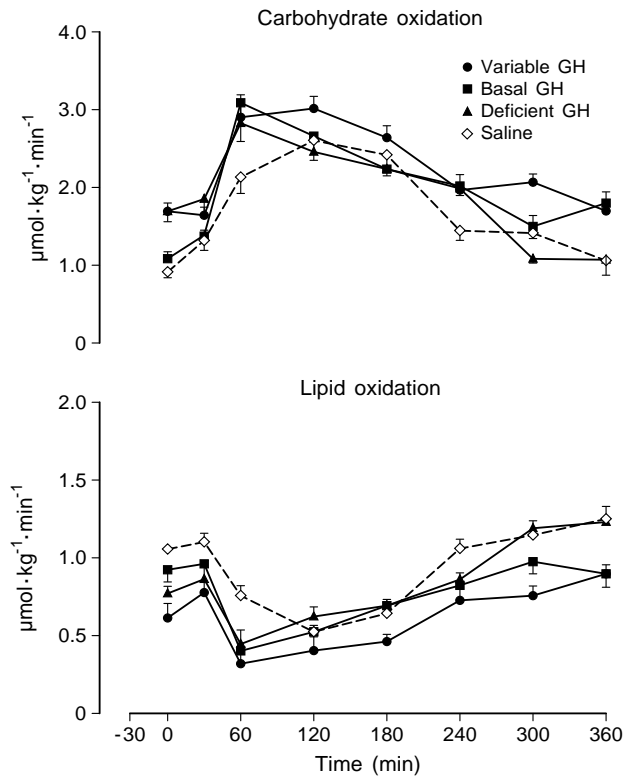 Carbohydrate oxidation
4.0
3.0
2.0
1.0
0
µmol·kg⁻¹·min⁻¹
Variable GH
Basal GH
Deficient GH
Saline
Lipid oxidation
2.0
1.5
1.0
0.5
0
µmol·kg⁻¹·min⁻¹
-30 0 60 120 180 240 300 360
Time (min)